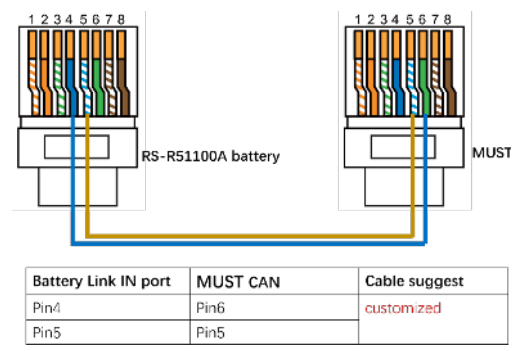 1 2 3 4 5 6 7 8
1 2 3 4 5 6 7 8
RS-R51100A battery
MUST
Battery Link IN port MUST CAN Cable suggest
Pin4 Pin6 customized
Pin5 Pin5